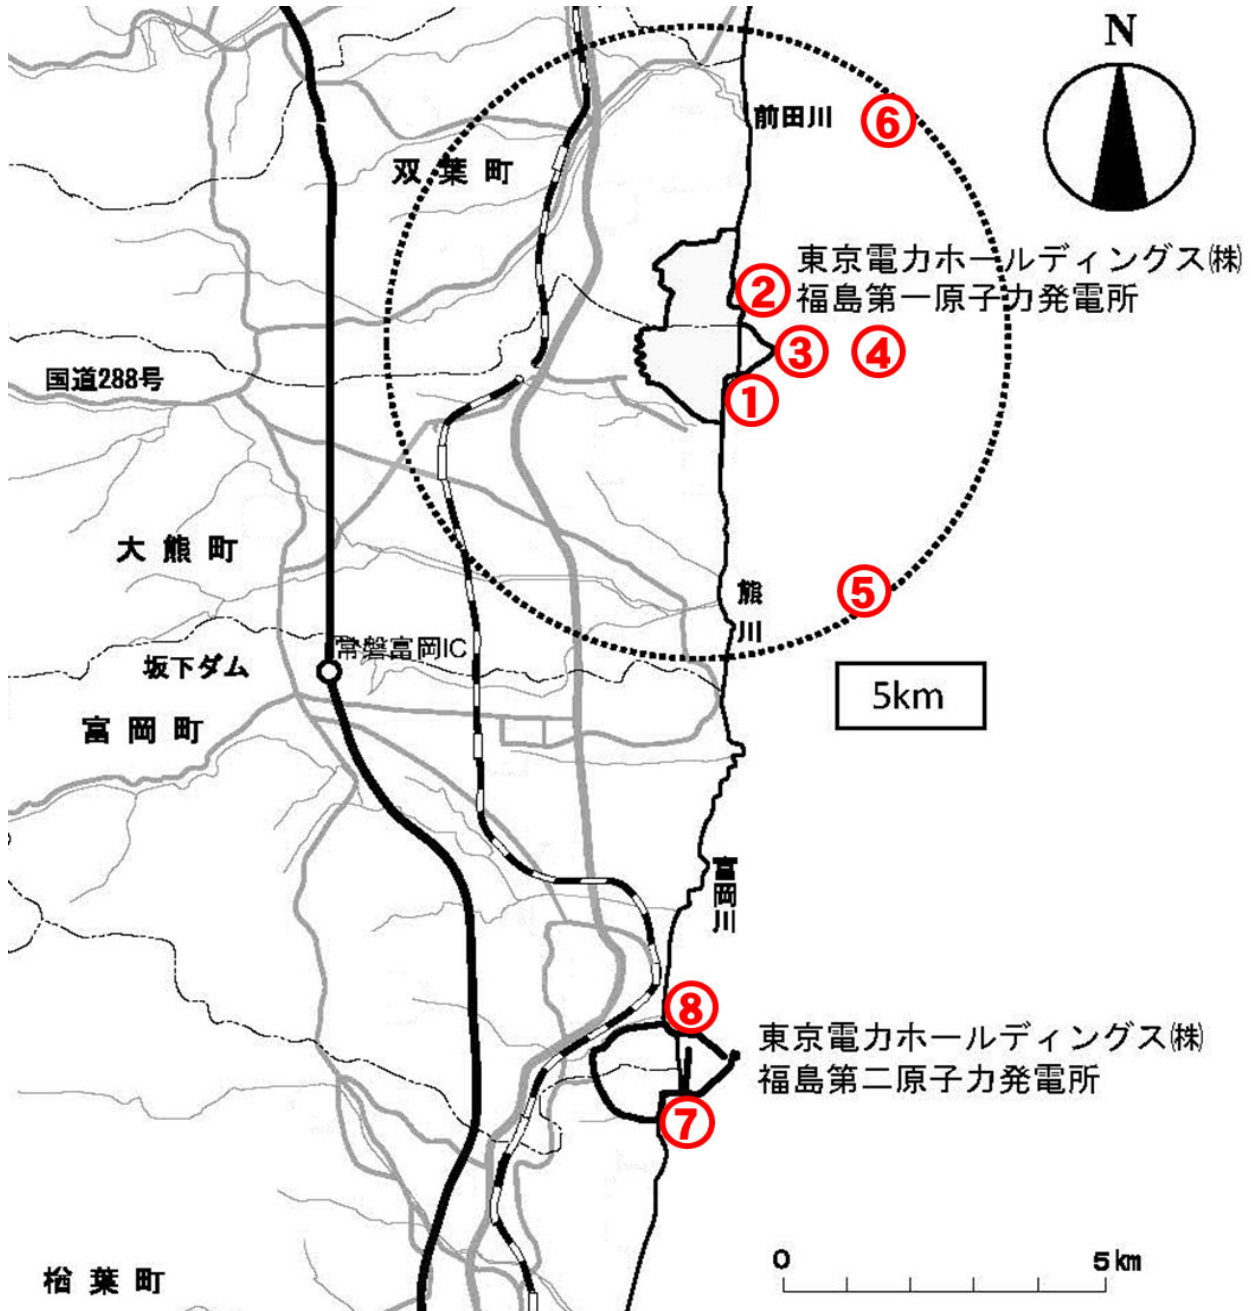 N
前田川
⑥
双葉町
東京電力ホールディングス㈱
福島第一原子力発電所
②
③
④
①
国道288号
大熊町
⑤
熊川
常磐富岡IC
坂下ダム
5km
富岡町
富岡川
⑧
東京電力ホールディングス㈱
福島第二原子力発電所
⑦
0 5km
楢葉町